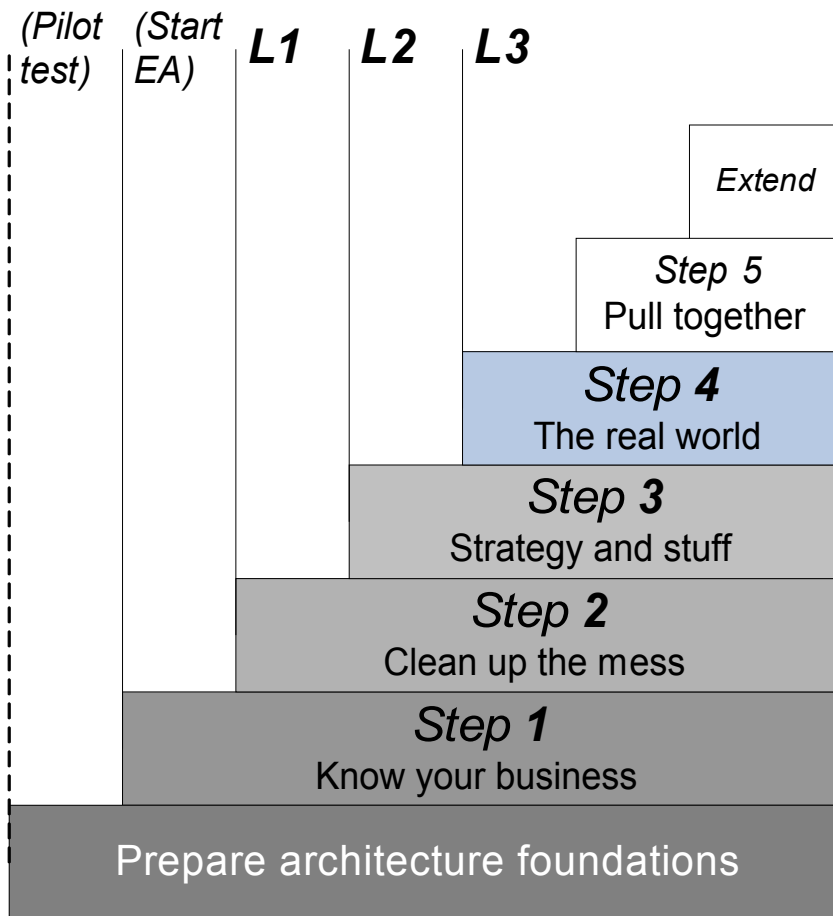 (Pilot
test)
(Start
EA)
L1
L2
L3
Extend
Step 5
Pull together
Step 4
The real world
Step 3
Strategy and stuff
Step 2
Clean up the mess
Step 1
Know your business
Prepare architecture foundations